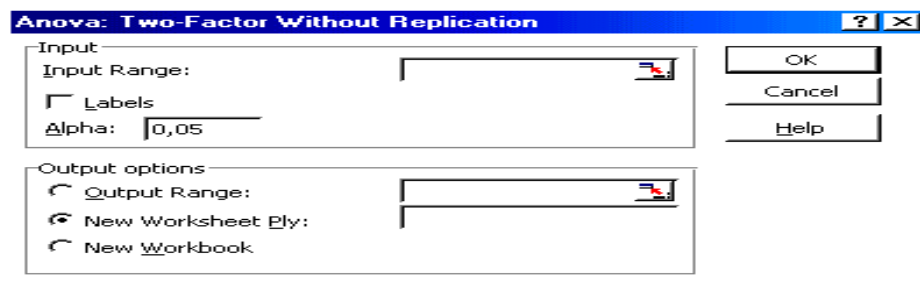 Anova: Two-Factor Without Replication ? ×
Input
Input Range:
Labels
Alpha: 0,05
OK
Cancel
Help
Output options
Output Range:
New Worksheet Ply:
New Workbook